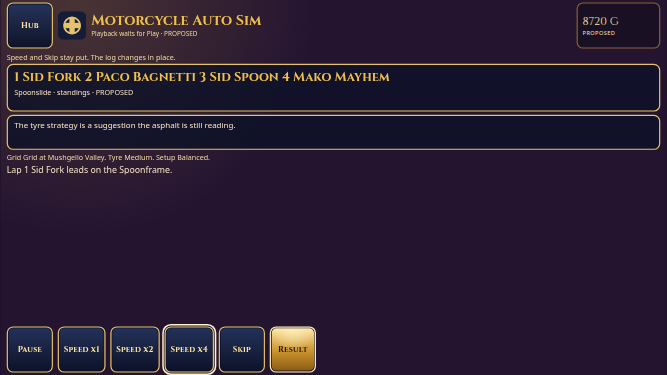 Hub
Motorcycle Auto Sim
Playback waits for Play · PROPOSED
8720 G
PROPOSED
Speed and Skip stay put. The log changes in place.
1 Sid Fork 2 Paco Bagnetti 3 Sid Spoon 4 Mako Mayhem
Spoonslide · standings · PROPOSED
The tyre strategy is a suggestion the asphalt is still reading.
Grid Grid at Mushgello Valley. Tyre Medium. Setup Balanced.
Lap 1 Sid Fork leads on the Spoonframe.
Pause
Speed x1
Speed x2
Speed x4
Skip
Result